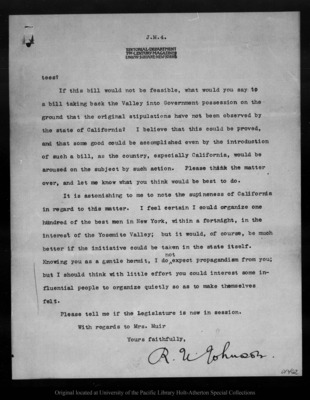 J.M.4.
EDITORIAL DEPARTMENT
THE CENTURY MAGAZINE
UNION SQUARE NEW YORK
tess?
If this bill would not be feasible, what would you say to
a bill taking back the Valley into Government possession on the
ground that the original stipulations have not been observed by
the state of California? I believe that this could be proved,
and that some good could be accomplished even by the introduction
of such a bill, as the country, especially California, would be
aroused on the subject by such action. Please think the matter
over, and let me know what you think would be best to do.
It is astonishing to me to note the supineness of California
in regard to this matter. I feel certain I could organize one
hundred of the best men in New York, within a fortnight, in the
interest of the Yosemite Valley; but it would, of course, be much
better if the initiative could be taken in the state itself.
not
Knowing you as a gentle hermit, I do expect propagandism from you;
but I should think with little effort you could interest some in-
fluential people to organize quietly so as to make themselves
felt.
Please tell me if the Legislature is now in session.
With regards to Mrs. Muir
Yours faithfully,
R. U. Johnson.
Original located at University of the Pacific Library Holt-Atherton Special Collections